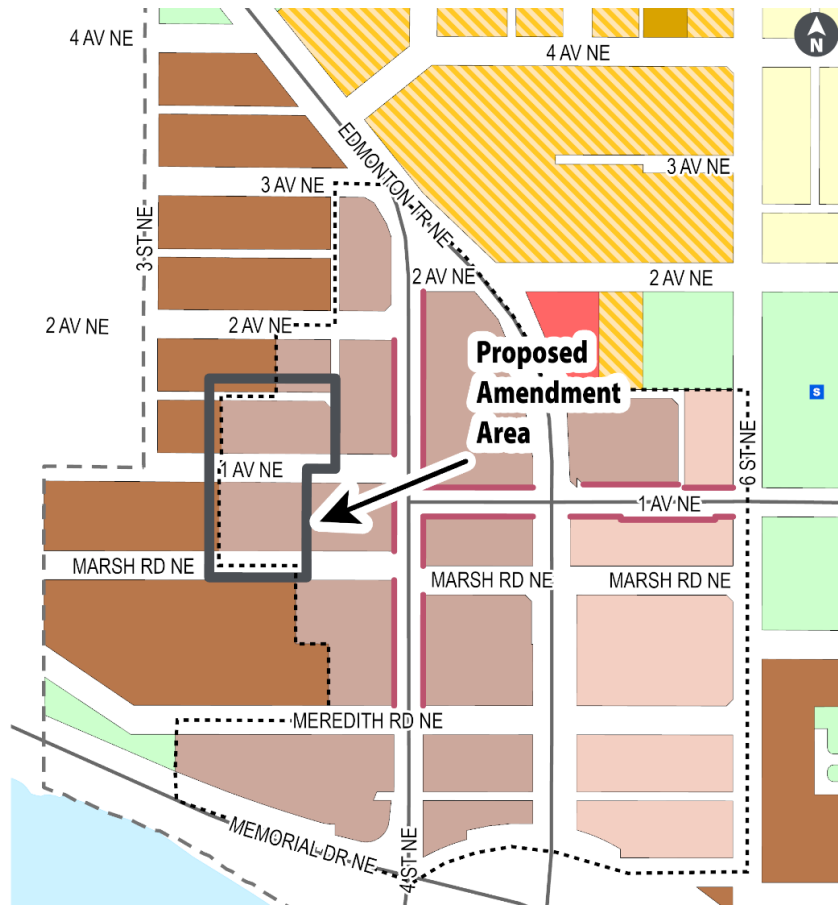 4 AV NE
N
4 AV NE
EDMONTON TR NE
3 AV NE
3 AV NE
3 ST NE
2 AV NE
2 AV NE
2 AV NE
2 AV NE
Proposed
Amendment
Area
S
6 ST NE
1 AV NE
1 AV NE
MARSH RD NE
MARSH RD NE
MARSH RD NE
MEREDITH RD NE
MEMORIAL DR NE
4 ST NE